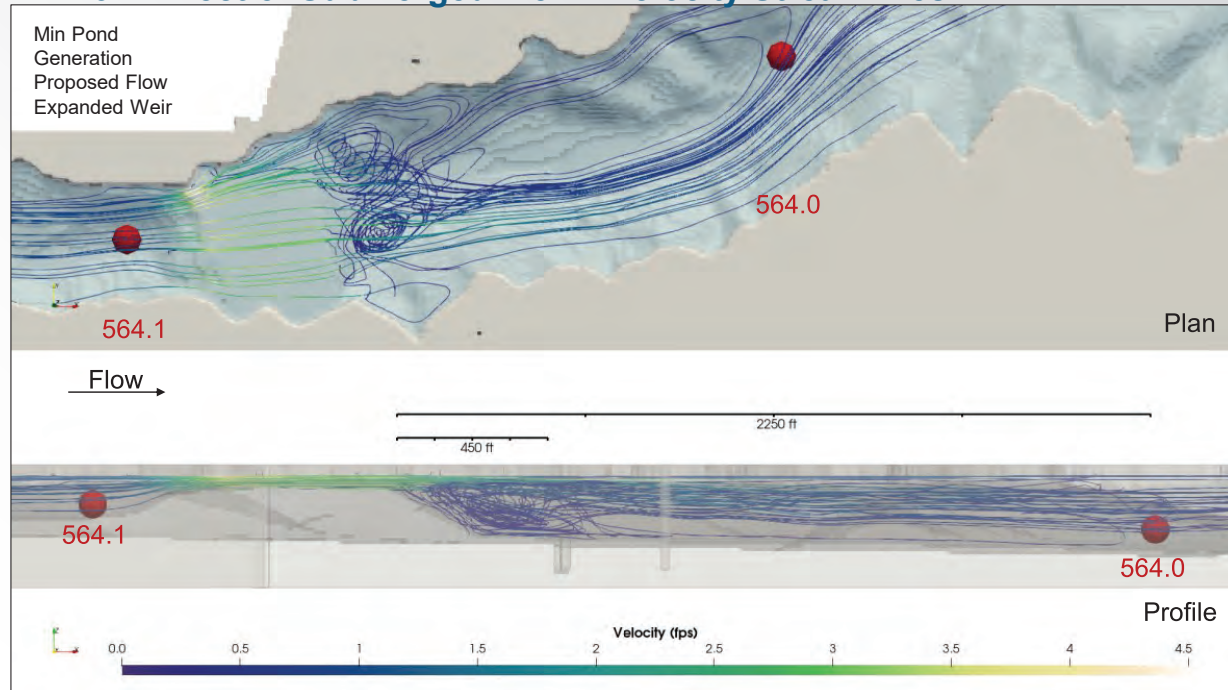 Min Pond
Generation
Proposed Flow
Expanded Weir
564.0
564.1
Plan
Flow
2250 ft
450 ft
564.1
564.0
Profile
Velocity (fps)
0.0 0.5 1 1.5 2 2.5 3 3.5 4 4.5